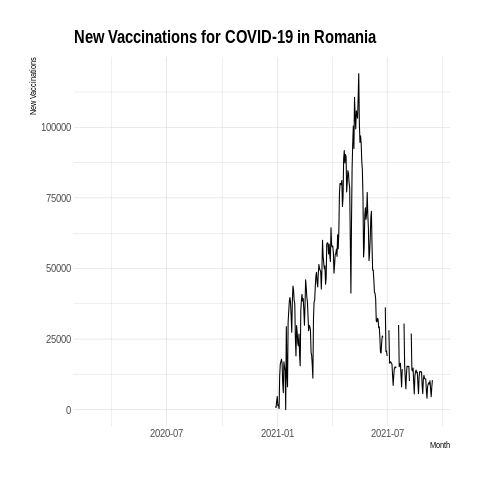 New Vaccinations for COVID-19 in Romania
New Vaccinations
100000
75000
50000
25000
0
2020-07
2021-01
2021-07
Month